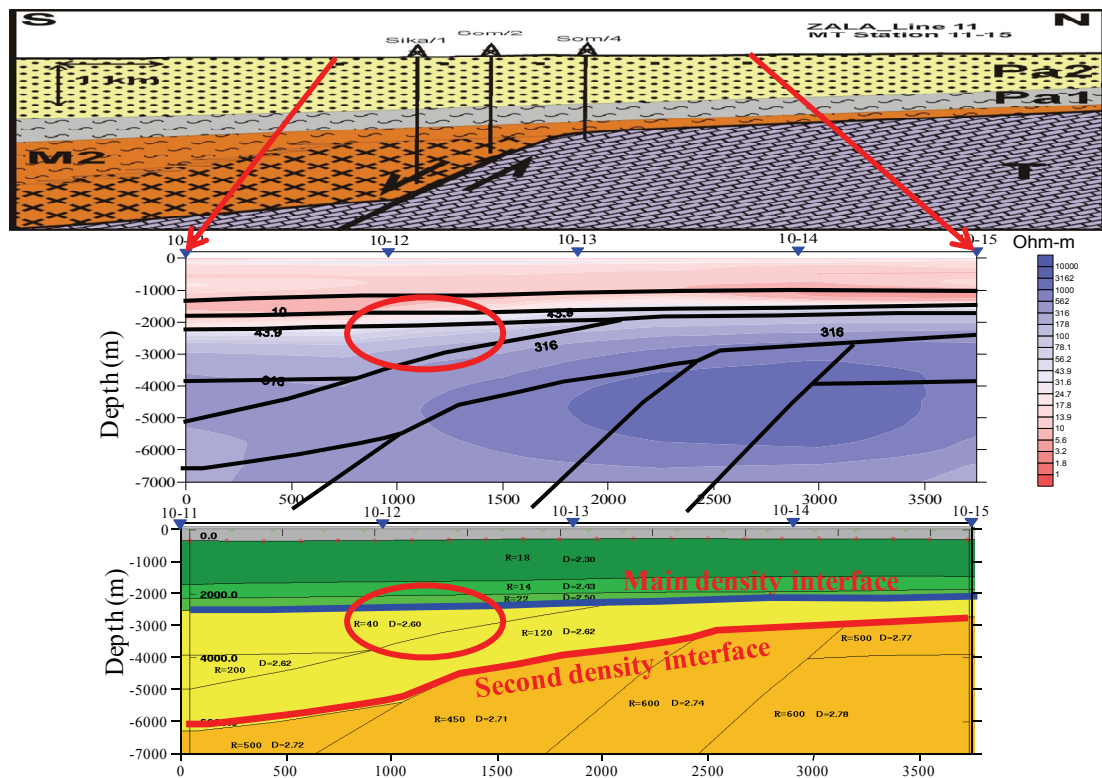 S
N
ZALA_Line 11
MT Station 11-15
Sika/1
Som/2
Som/4
1 km
Pa2
Pa1
M2
T
10-
10-12
10-13
10-14
0-15
Ohm-m
Depth (m)
0
-1000
-2000
-3000
-4000
-5000
-6000
-7000
10
43.9
43.9
316
316
316
10000
3162
1000
562
316
178
100
78.1
56.2
43.9
31.6
24.7
17.8
13.9
10
5.6
3.2
1.8
1
0
500
1000
1500
2000
2500
3000
3500
10-11
10-12
10-13
10-14
10-15
Depth (m)
0
-1000
-2000
-3000
-4000
-5000
-6000
-7000
0.0
R=18 D=2.30
R=14 D=2.43
Main density interface
2000.0
R=22 D=2.50
R=40 D=2.60
R=120 D=2.62
R=500 D=2.77
4000.0
R=200 D=2.62
Second density interface
R=600 D=2.74
R=600 D=2.78
R=450 D=2.71
R=500 D=2.72
0
500
1000
1500
2000
2500
3000
3500